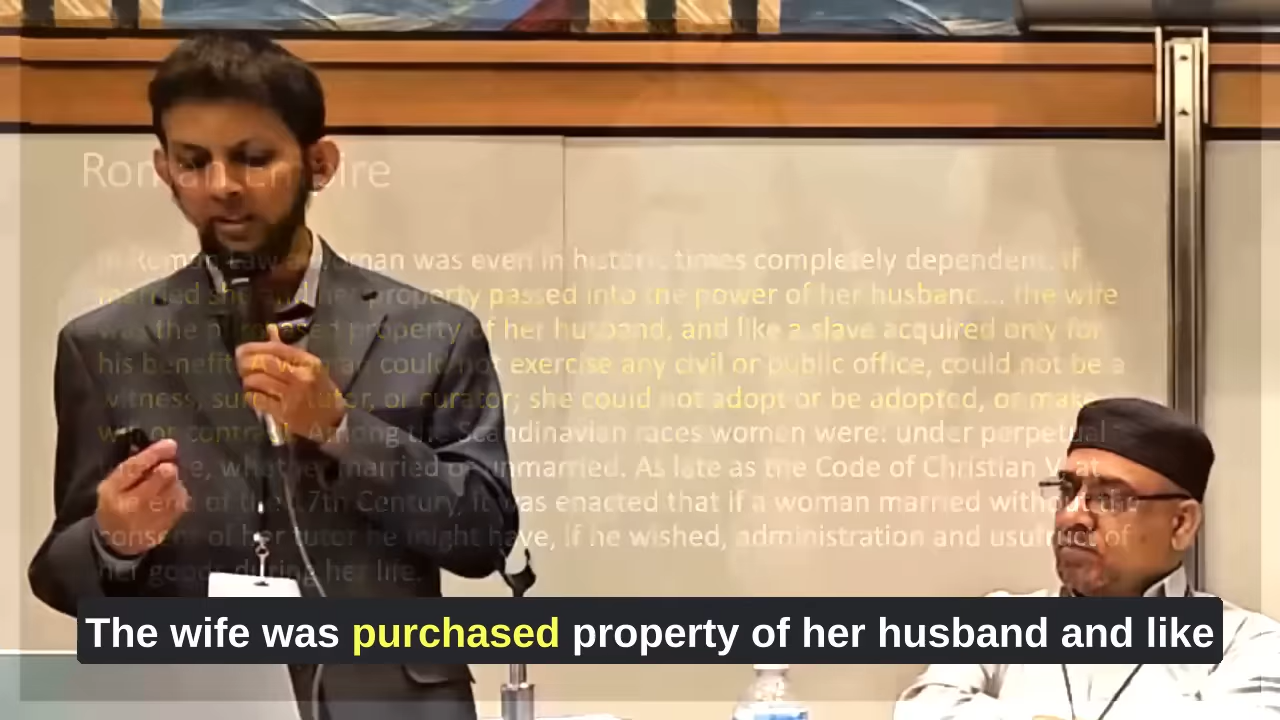 Roman Empire
In Roman Law a woman was even in historic times completely dependent. If
married she and her property passed into the power of her husband... the wife
was the purchased property of her husband, and like a slave acquired only for
his benefit. A woman could not exercise any civil or public office, could not be a
witness, surety, tutor, or curator; she could not adopt or be adopted, or make
will or contract. Among the Scandinavian races women were: under perpetual
tutelage, whether married or unmarried. As late as the Code of Christian V, at
the end of the 17th Century, it was enacted that if a woman married without the
consent of her tutor he might have, if he wished, administration and usufruct of
her goods during her life.
The wife was purchased property of her husband and like